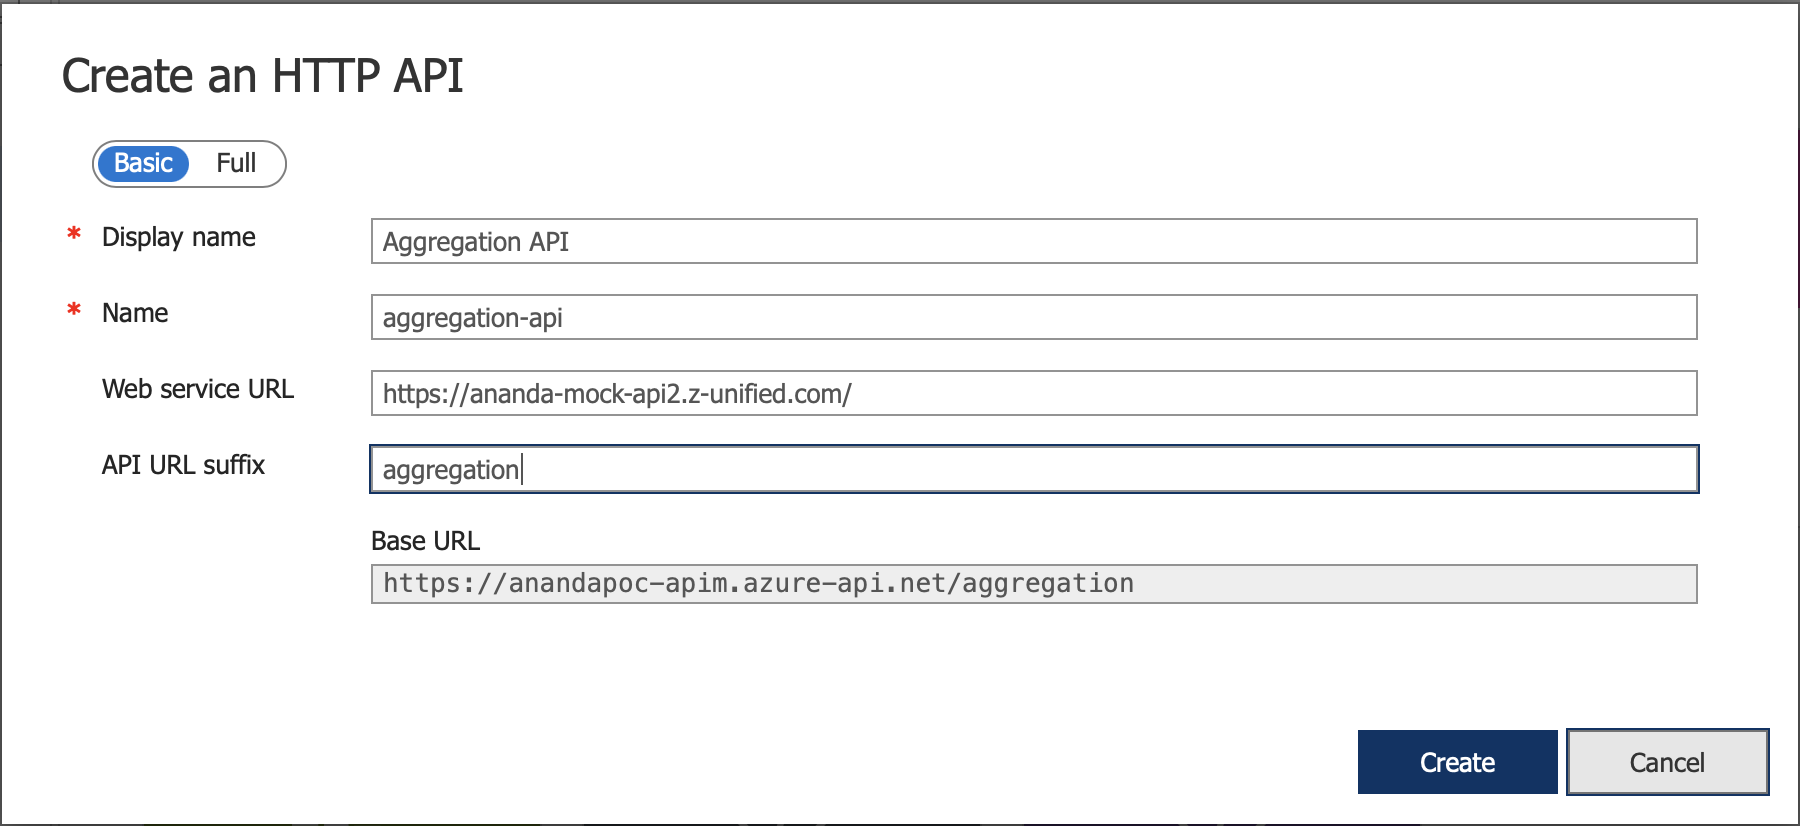 Create an HTTP API
Basic Full
* Display name Aggregation API
* Name aggregation-api
Web service URL https://ananda-mock-api2.z-unified.com/
API URL suffix aggregation
Base URL
https://anandapoc-apim.azure-api.net/aggregation
Create Cancel